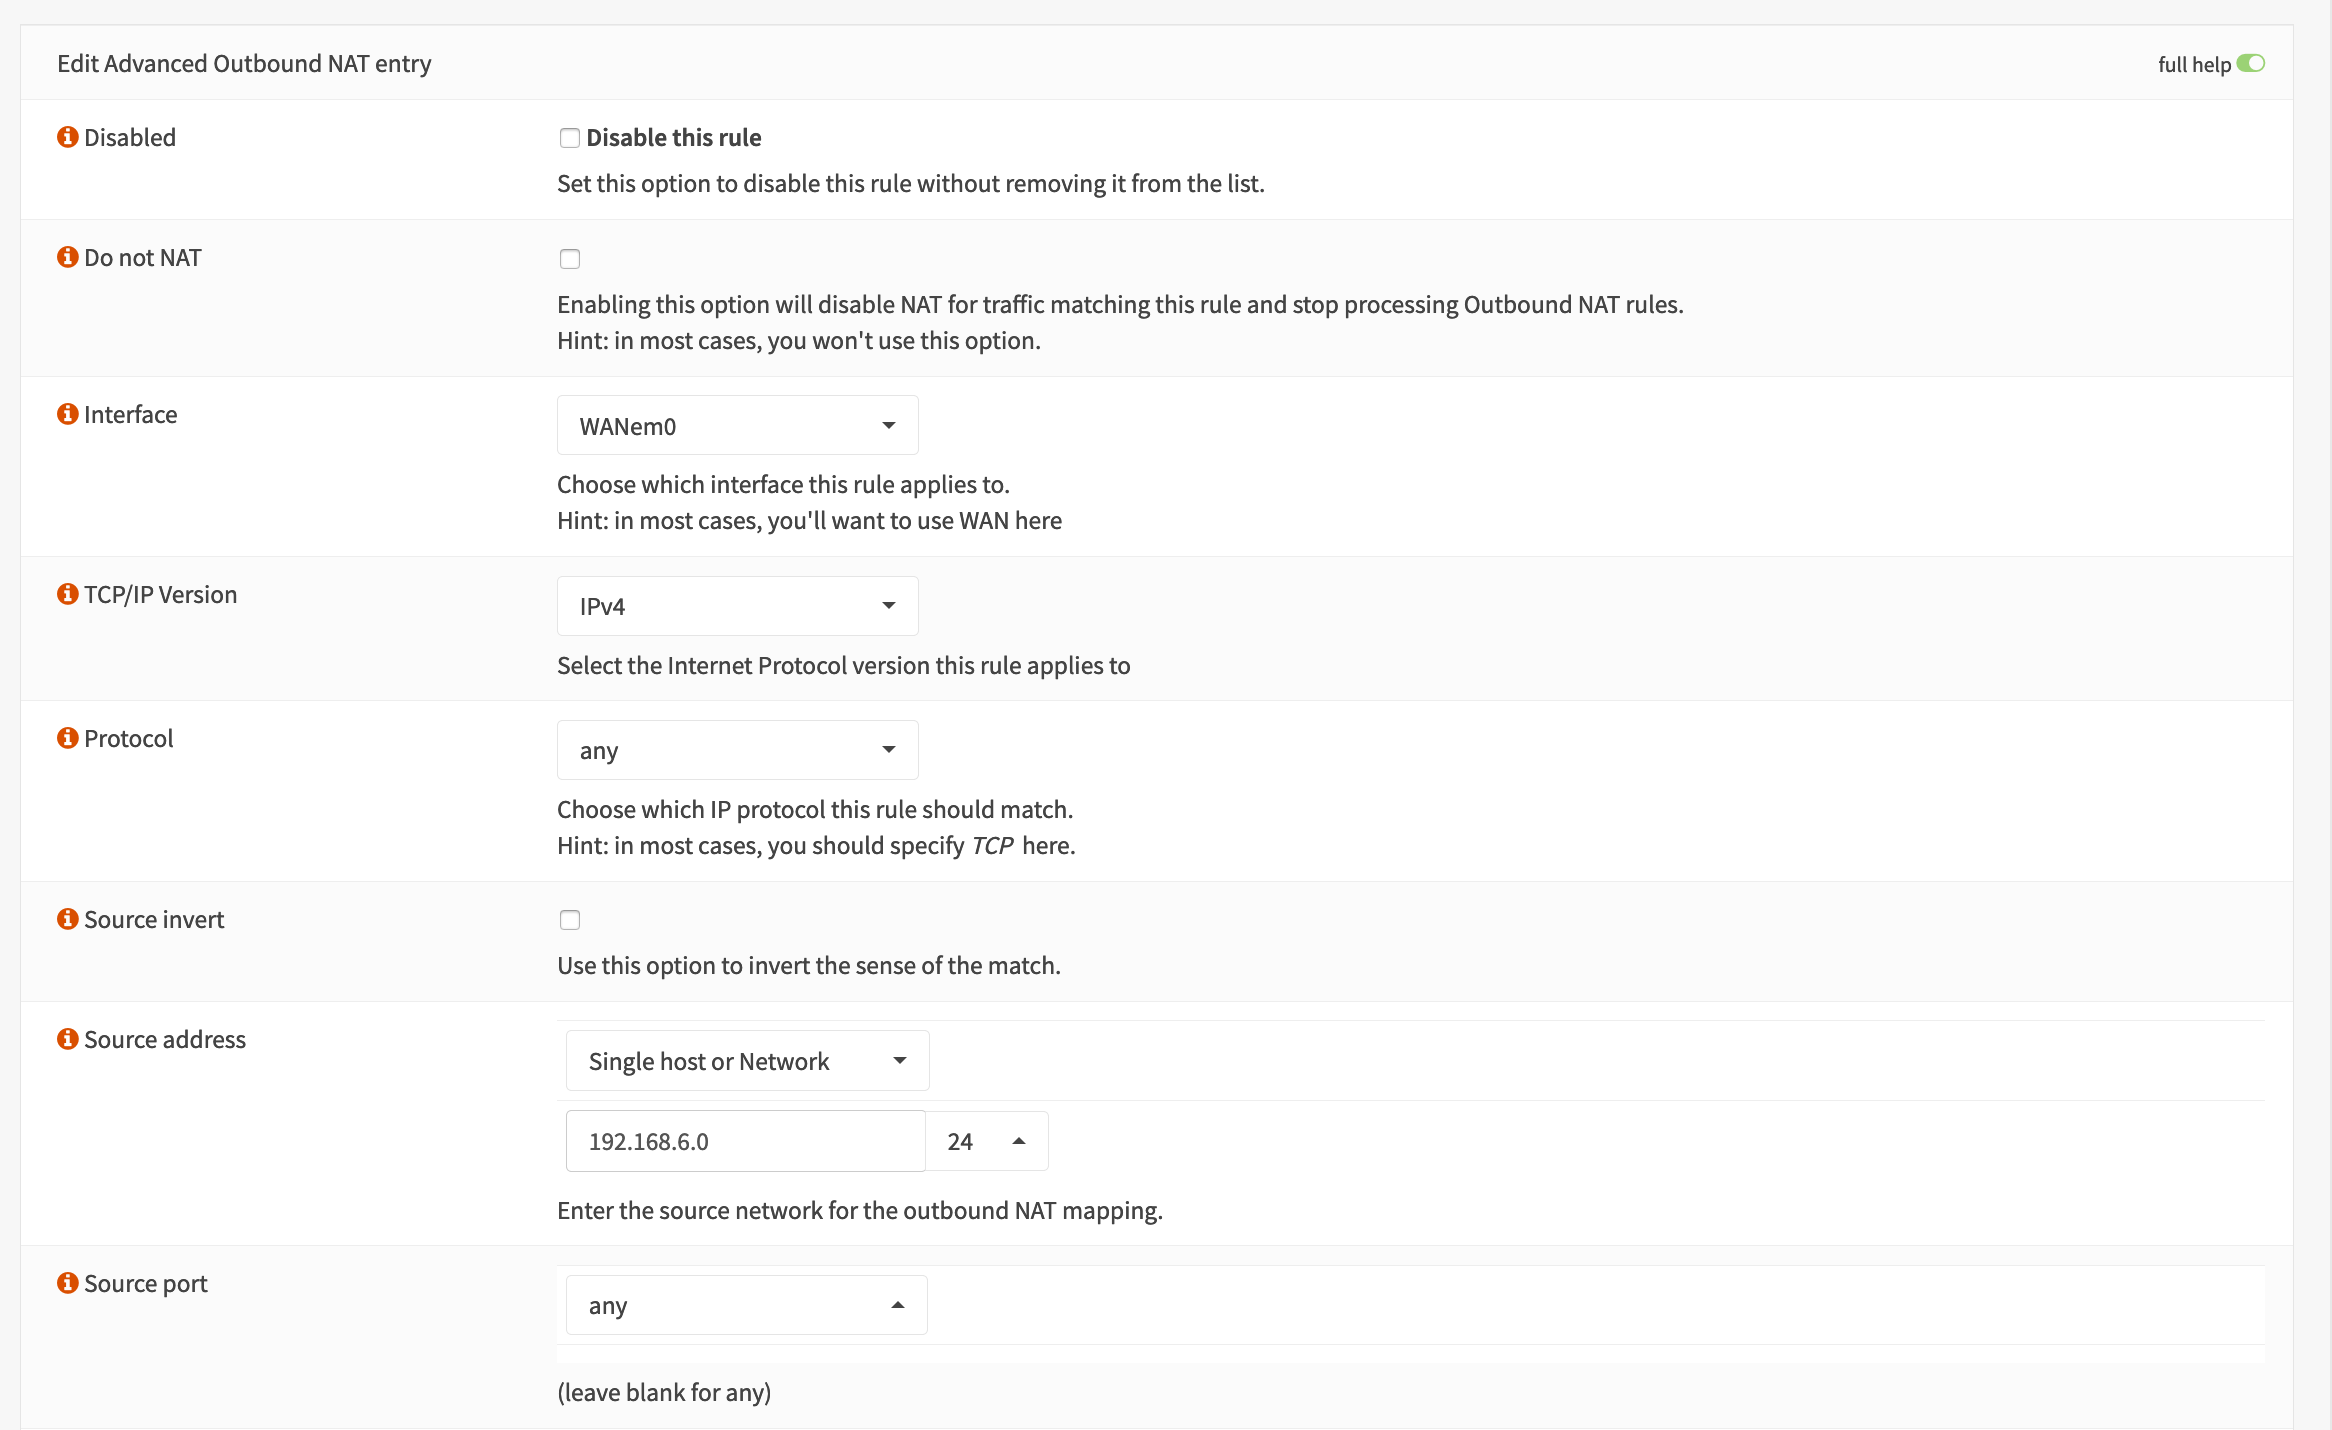 Edit Advanced Outbound NAT entry
full help
Disabled
Disable this rule
Set this option to disable this rule without removing it from the list.
Do not NAT
Enabling this option will disable NAT for traffic matching this rule and stop processing Outbound NAT rules.
Hint: in most cases, you won't use this option.
Interface
WANem0
Choose which interface this rule applies to.
Hint: in most cases, you'll want to use WAN here
TCP/IP Version
IPv4
Select the Internet Protocol version this rule applies to
Protocol
any
Choose which IP protocol this rule should match.
Hint: in most cases, you should specify TCP here.
Source invert
Use this option to invert the sense of the match.
Source address
Single host or Network
192.168.6.0
24
Enter the source network for the outbound NAT mapping.
Source port
any
(leave blank for any)